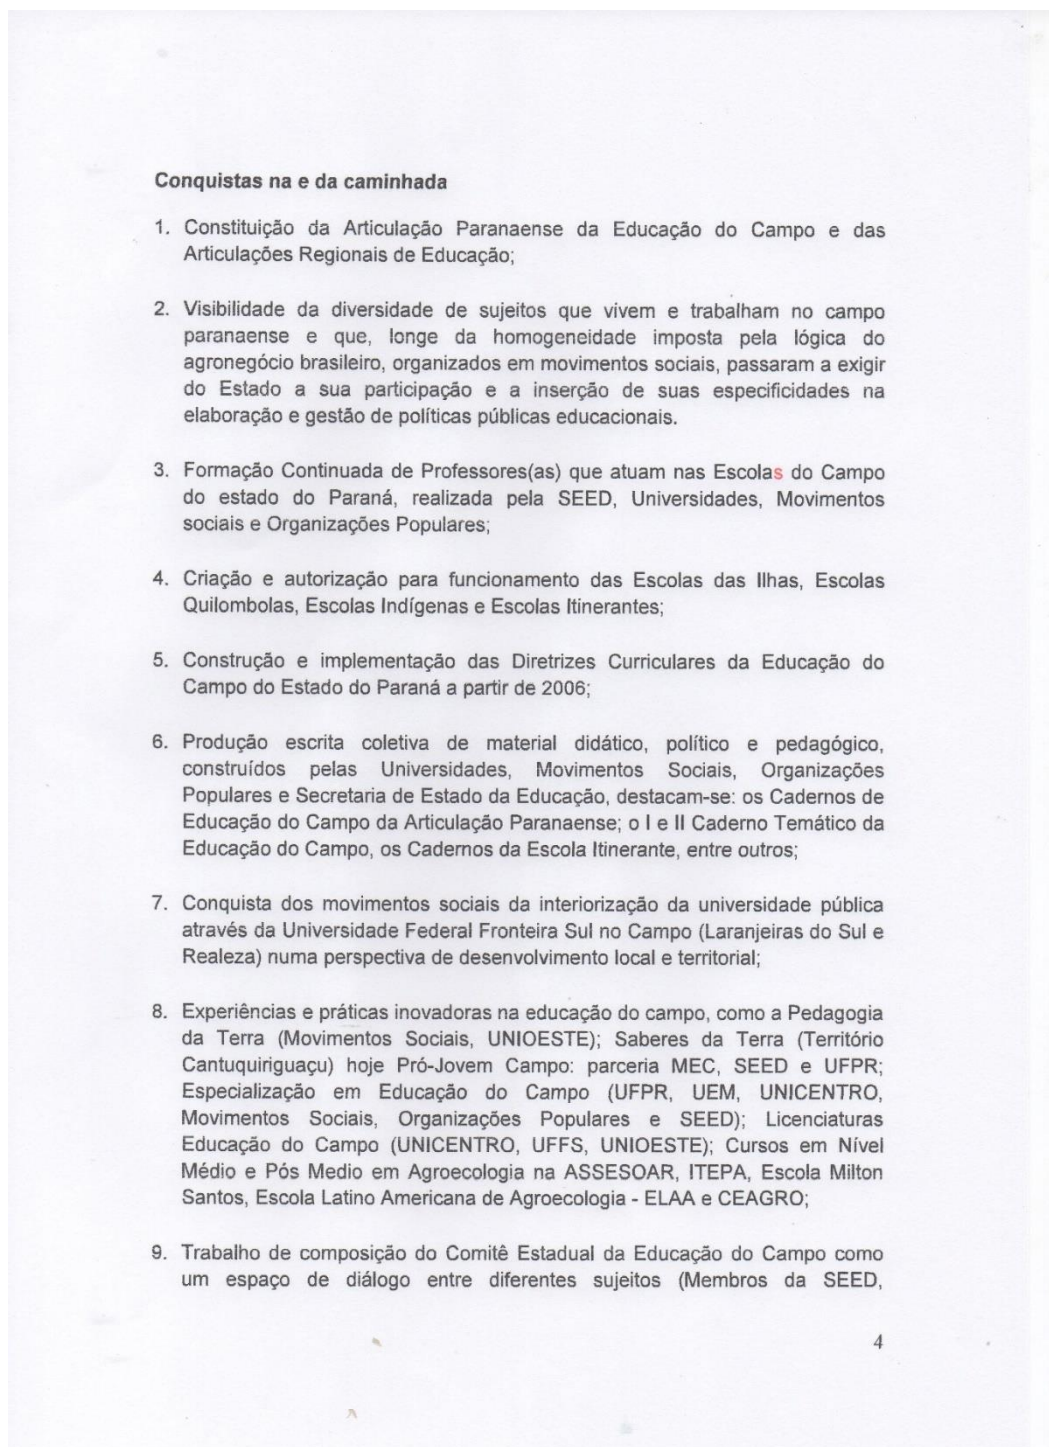 Conquistas na e da caminhada
1. Constituição da Articulação Paranaense da Educação do Campo e das
Articulações Regionais de Educação;
2. Visibilidade da diversidade de sujeitos que vivem e trabalham no campo
paranaense e que, longe da homogeneidade imposta pela lógica do
agronegócio brasileiro, organizados em movimentos sociais, passaram a exigir
do Estado a sua participação e a inserção de suas especificidades na
elaboração e gestão de políticas públicas educacionais.
3. Formação Continuada de Professores(as) que atuam nas Escolas do Campo
do estado do Paraná, realizada pela SEED, Universidades, Movimentos
sociais e Organizações Populares;
4. Criação e autorização para funcionamento das Escolas das Ilhas, Escolas
Quilombolas, Escolas Indígenas e Escolas Itinerantes;
5. Construção e implementação das Diretrizes Curriculares da Educação do
Campo do Estado do Paraná a partir de 2006;
6. Produção escrita coletiva de material didático, político e pedagógico,
construídos pelas Universidades, Movimentos Sociais, Organizações
Populares e Secretaria de Estado da Educação, destacam-se: os Cadernos de
Educação do Campo da Articulação Paranaense; o I e II Caderno Temático da
Educação do Campo, os Cadernos da Escola Itinerante, entre outros;
7. Conquista dos movimentos sociais da interiorização da universidade pública
através da Universidade Federal Fronteira Sul no Campo (Laranjeiras do Sul e
Realeza) numa perspectiva de desenvolvimento local e territorial;
8. Experiências e práticas inovadoras na educação do campo, como a Pedagogia
da Terra (Movimentos Sociais, UNIOESTE); Saberes da Terra (Território
Cantuquiriguaçu) hoje Pró-Jovem Campo: parceria MEC, SEED e UFPR;
Especialização em Educação do Campo (UFPR, UEM, UNICENTRO,
Movimentos Sociais, Organizações Populares e SEED); Licenciaturas
Educação do Campo (UNICENTRO, UFFS, UNIOESTE); Cursos em Nível
Médio e Pós Medio em Agroecologia na ASSESOAR, ITEPA, Escola Milton
Santos, Escola Latino Americana de Agroecologia - ELAA e CEAGRO;
9. Trabalho de composição do Comitê Estadual da Educação do Campo como
um espaço de diálogo entre diferentes sujeitos (Membros da SEED,
4